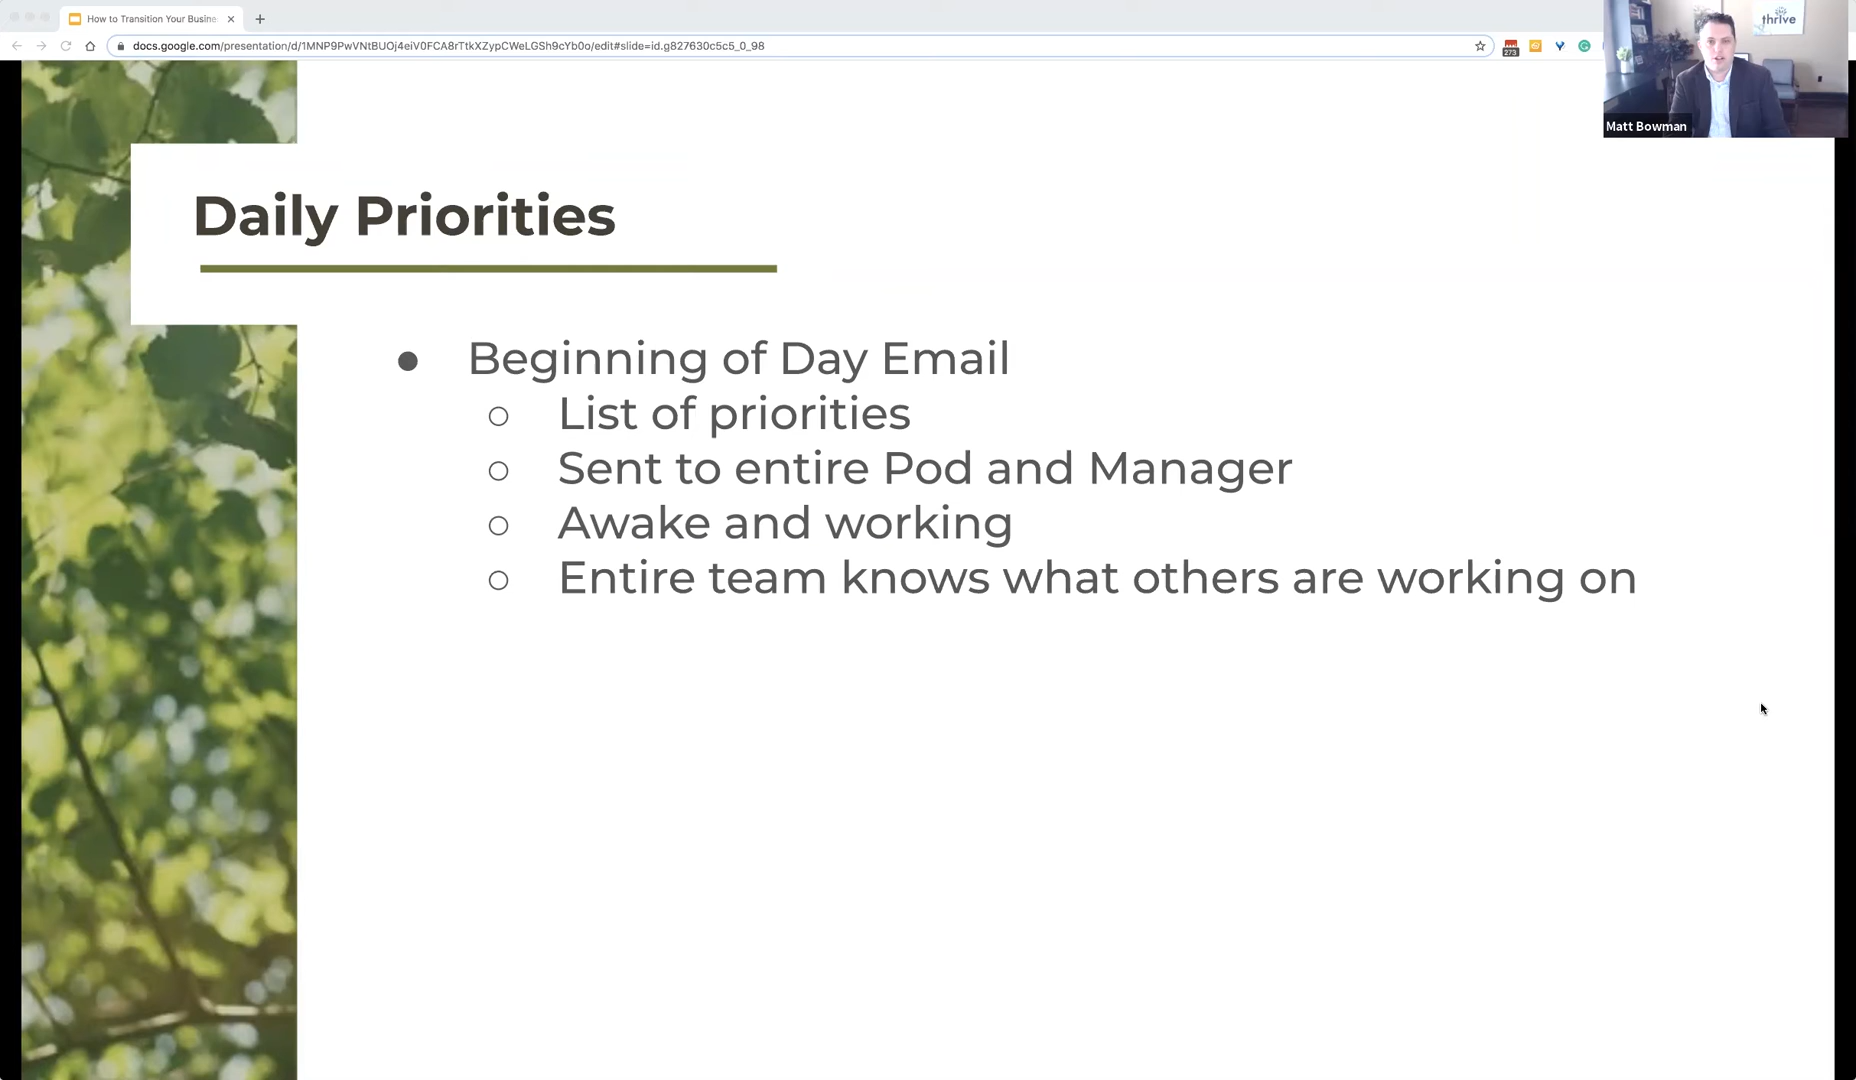 How to Transition Your Busine
docs.google.com/presentation/d/1MNP9PwVNtBUOj4eiV0FCA8rTtkXZypCWeLGSh9cYb0o/edit#slide=id.g827630c5c5_0_98
273
thrive
Matt Bowman
Daily Priorities
● Beginning of Day Email
○ List of priorities
○ Sent to entire Pod and Manager
○ Awake and working
○ Entire team knows what others are working on